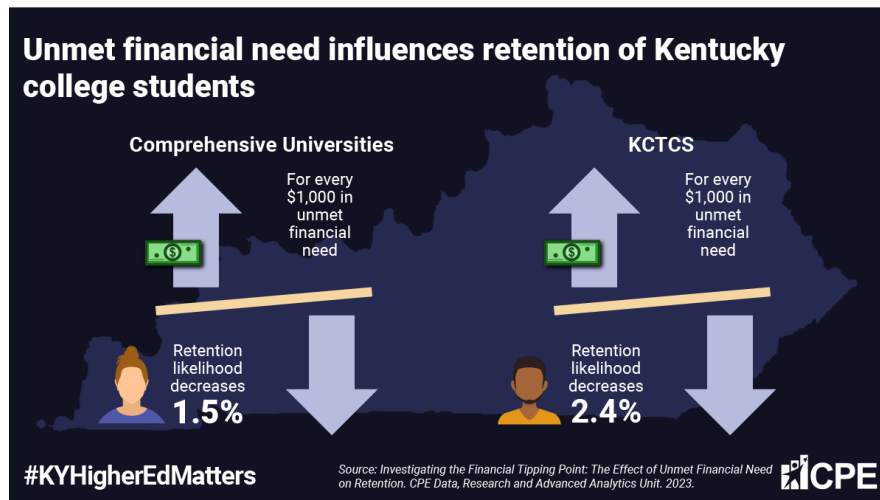 Unmet financial need influences retention of Kentucky
college students
Comprehensive Universities
For every
$1,000 in
unmet
financial
need
$
Retention
likelihood
decreases
1.5%
KCTCS
For every
$1,000 in
unmet
financial
need
$
Retention
likelihood
decreases
2.4%
#KYHigherEdMatters
Source: Investigating the Financial Tipping Point: The Effect of Unmet Financial Need
on Retention. CPE Data, Research and Advanced Analytics Unit. 2023.
CPE